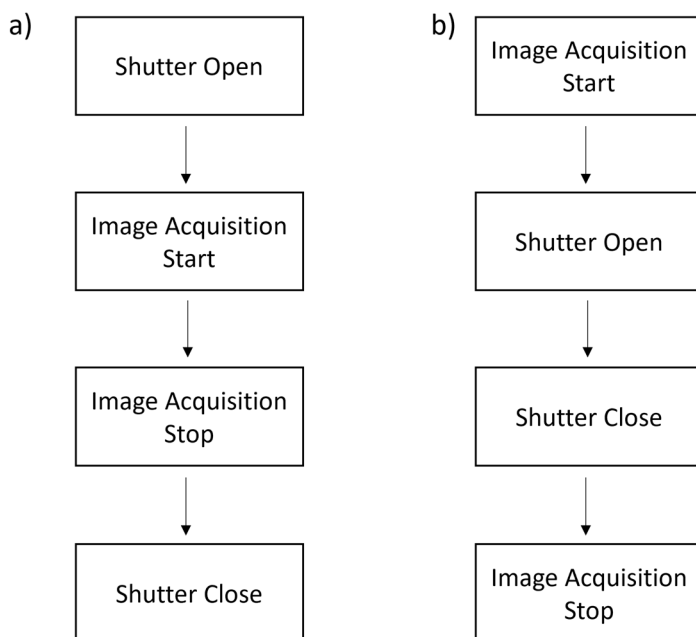 a)
Shutter Open
Image Acquisition
Start
Image Acquisition
Stop
Shutter Close
b)
Image Acquisition
Start
Shutter Open
Shutter Close
Image Acquisition
Stop